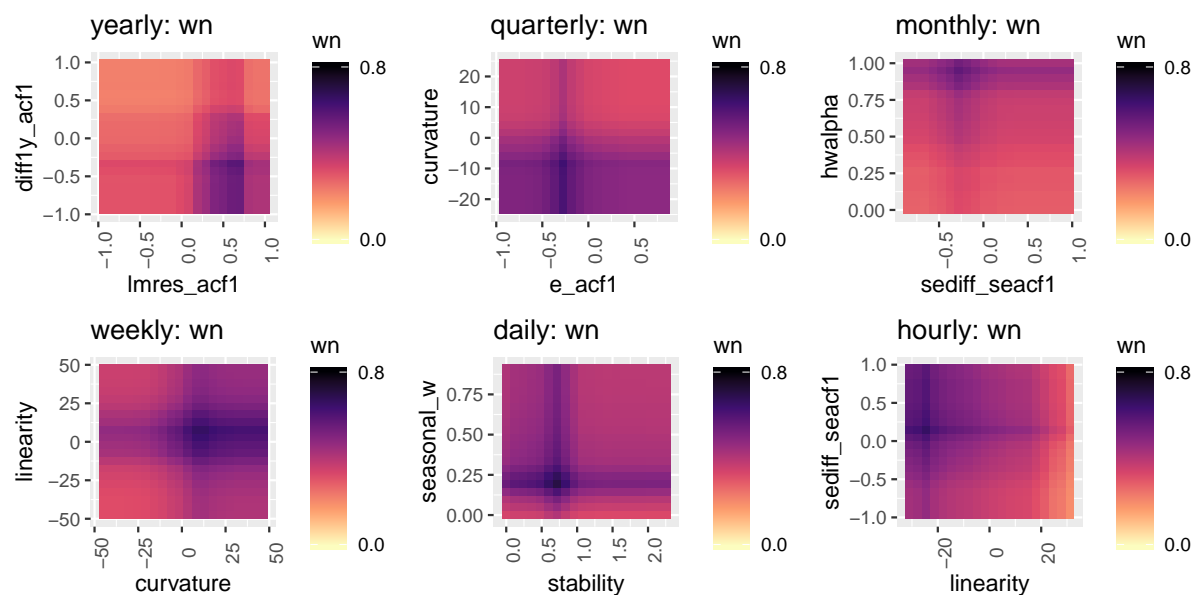 yearly: wn
wn
1.0
0.5
0.0
−0.5
−1.0
−1.0
−0.5
0.0
0.5
1.0
diff1y_acf1
lmres_acf1
0.8
0.0
quarterly: wn
wn
20
10
0
−10
−20
−1.0
−0.5
0.0
0.5
curvature
e_acf1
0.8
0.0
monthly: wn
wn
1.00
0.75
0.50
0.25
0.00
−0.5
0.0
0.5
1.0
hwalpha
sediff_seacf1
0.8
0.0
weekly: wn
wn
50
25
0
−25
−50
−50
−25
0
25
50
linearity
curvature
0.8
0.0
daily: wn
wn
0.75
0.50
0.25
0.00
0.0
0.5
1.0
1.5
2.0
seasonal_w
stability
0.8
0.0
hourly: wn
wn
1.0
0.5
0.0
−0.5
−1.0
−20
0
20
sediff_seacf1
linearity
0.8
0.0